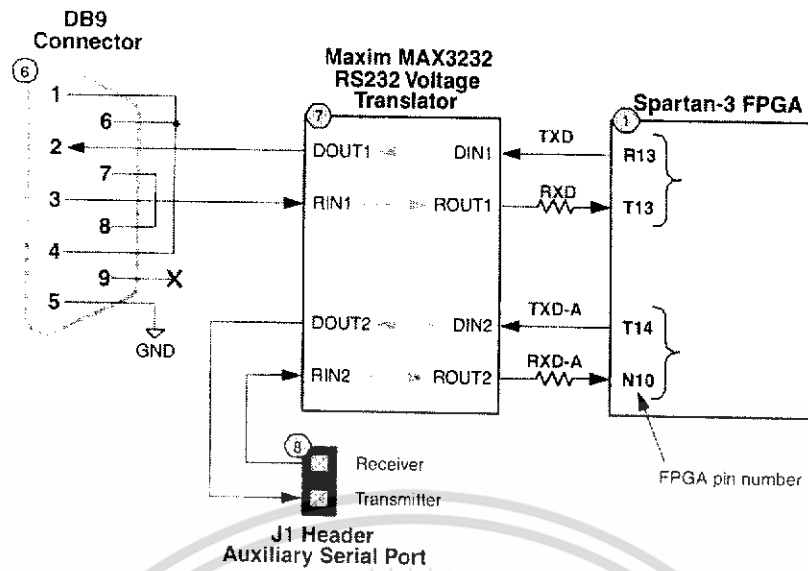 DB9
Connector
6
1
6
2
7
3
8
4
9
5
GND
Maxim MAX3232
RS232 Voltage
Translator
7
DOUT1
DIN1
RIN1
ROUT1
DOUT2
DIN2
RIN2
ROUT2
TXD
RXD
TXD-A
RXD-A
Spartan-3 FPGA
1
R13
T13
T14
N10
FPGA pin number
8
Receiver
Transmitter
J1 Header
Auxiliary Serial Port